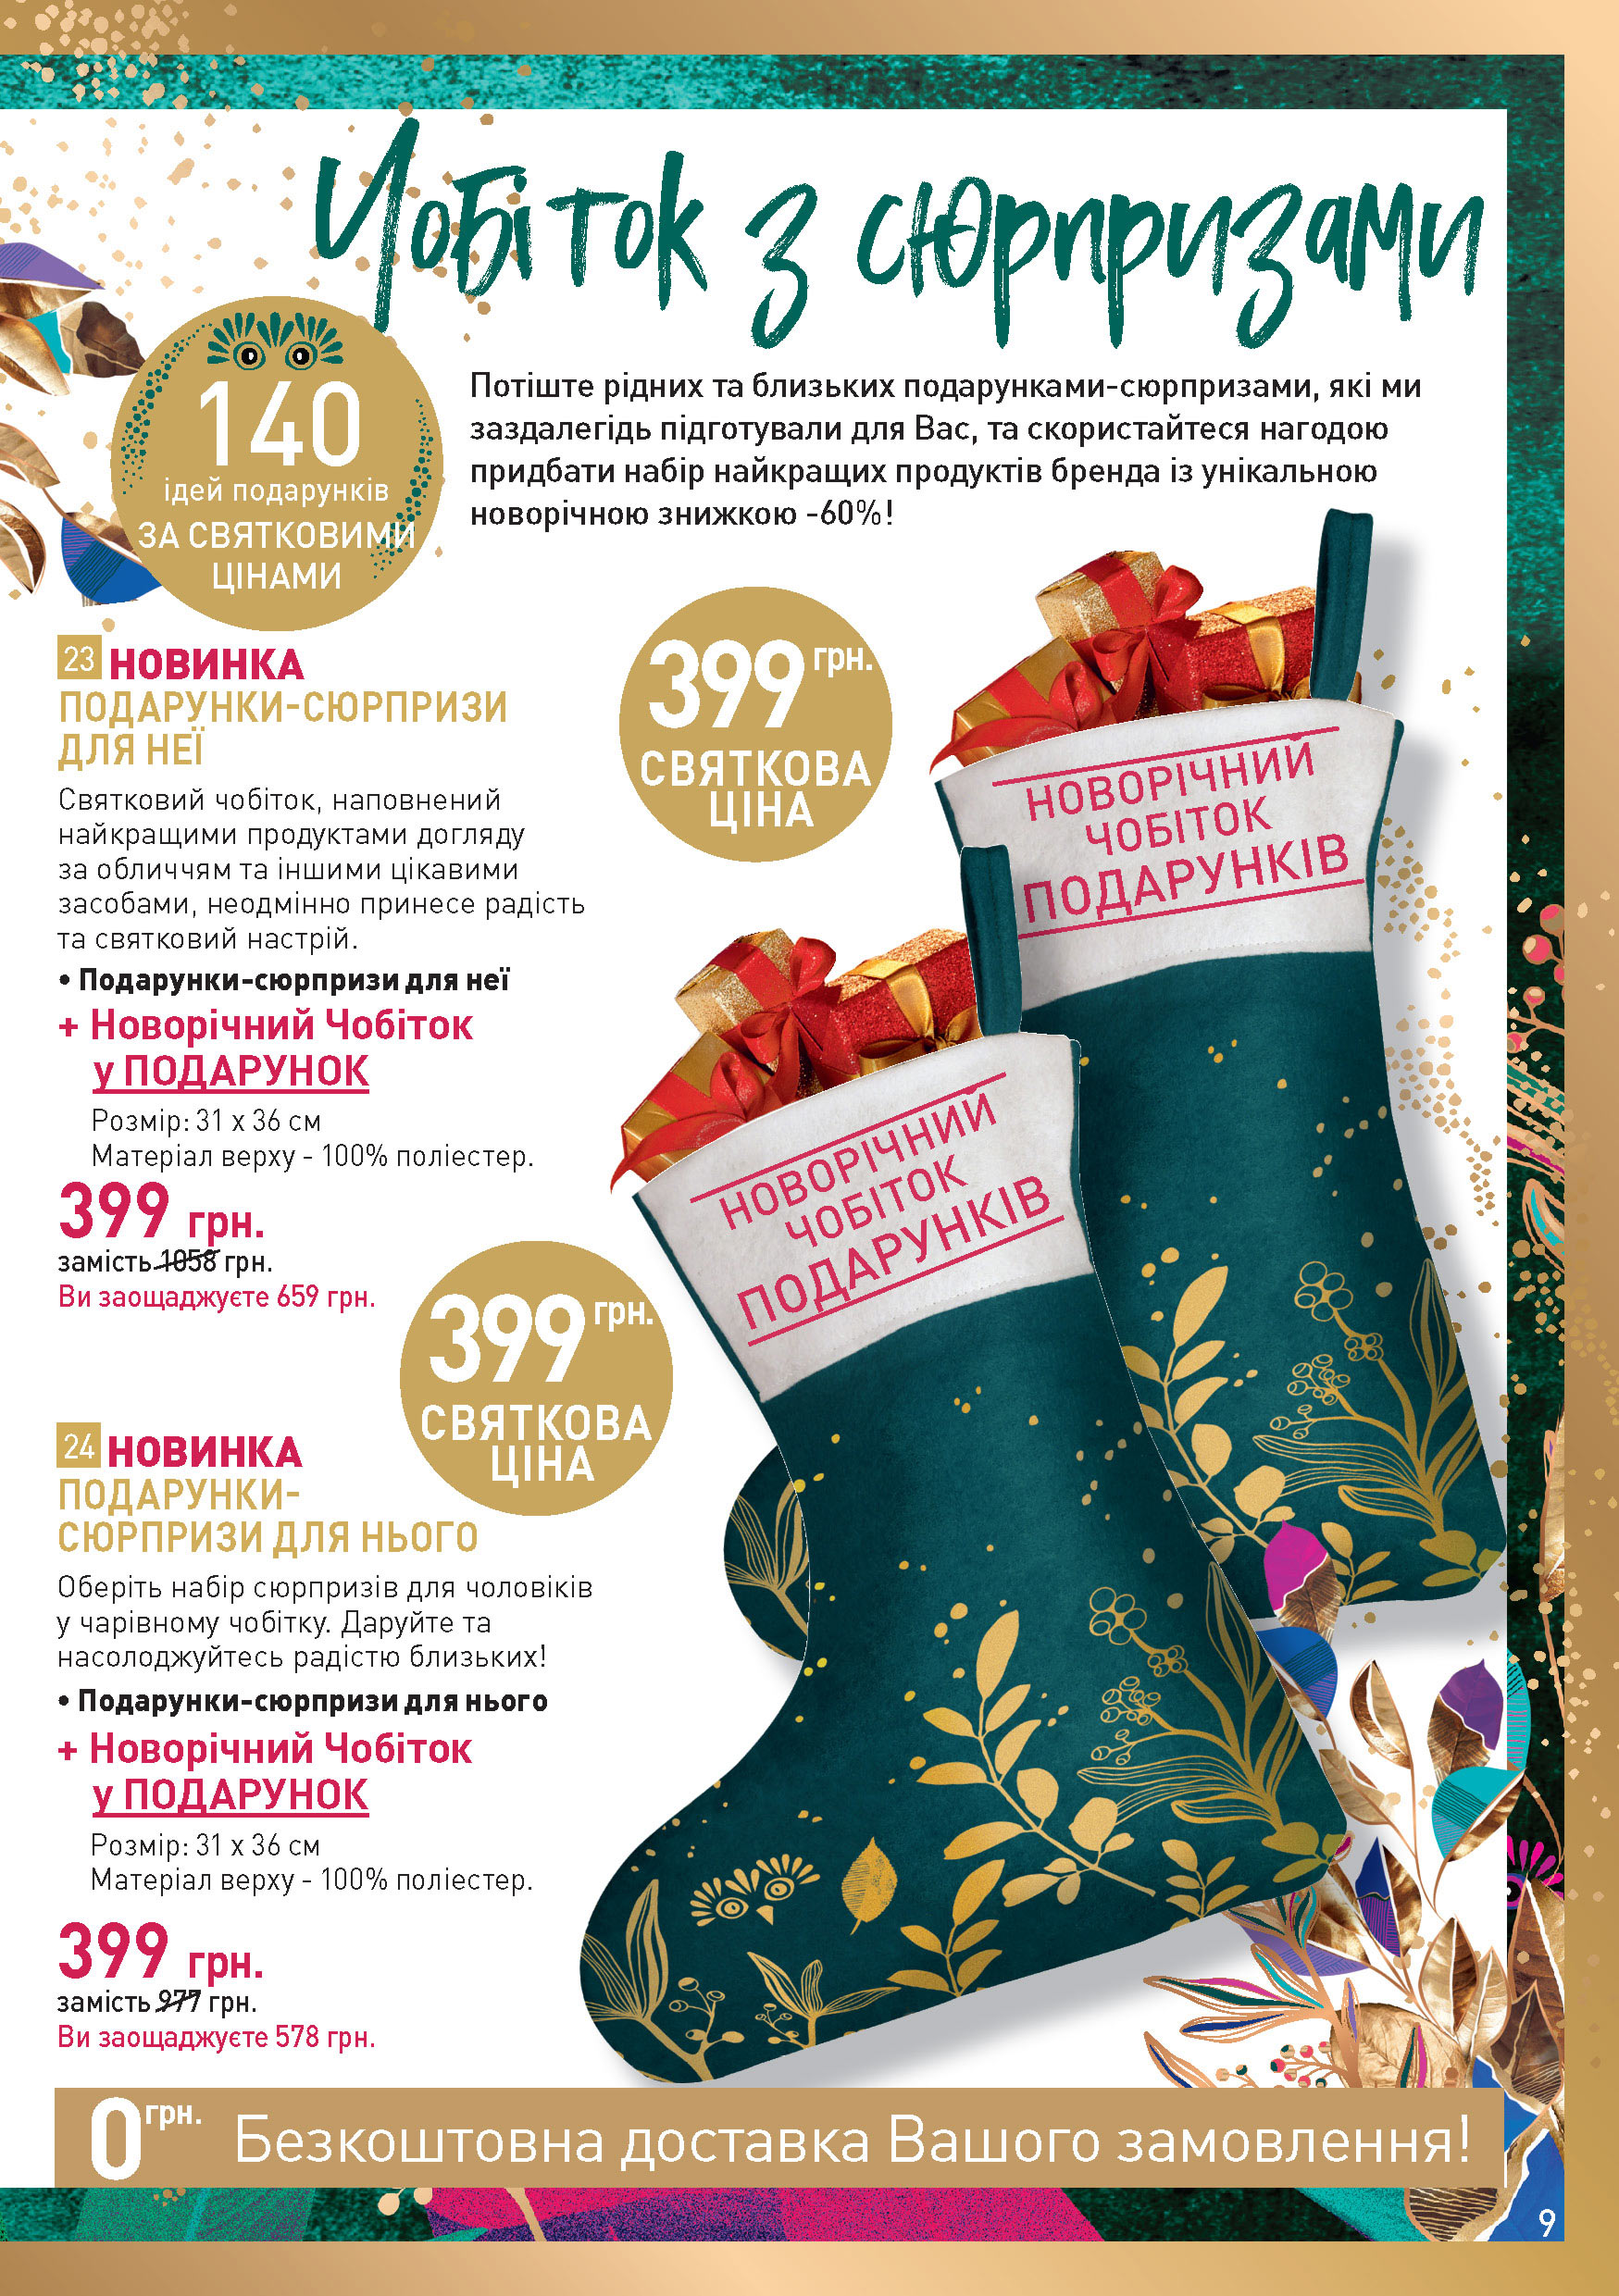 Чобіток з сюрпризами
140
ідей подарунків
ЗА СВЯТКОВИМИ
ЦІНАМИ
Потіште рідних та близьких подарунками-сюрпризами, які ми
заздалегідь підготували для Вас, та скористайтеся нагодою
придбати набір найкращих продуктів бренда із унікальною
новорічною знижкою -60%!
23 НОВИНКА
ПОДАРУНКИ-СЮРПРИЗИ
ДЛЯ НЕЇ
Святковий чобіток, наповнений
найкращими продуктами догляду
за обличчям та іншими цікавими
засобами, неодмінно принесе радість
та святковий настрій.
• Подарунки-сюрпризи для неї
+ Новорічний Чобіток
у ПОДАРУНОК
Розмір: 31 х 36 см
Матеріал верху - 100% поліестер.
399 грн.
замість 1058 грн.
Ви заощаджуєте 659 грн.
399 грн.
СВЯТКОВА
ЦІНА
НОВОРІЧНИЙ
ЧОБІТОК
ПОДАРУНКІВ
НОВОРІЧНИЙ
ЧОБІТОК
ПОДАРУНКІВ
399 грн.
СВЯТКОВА
ЦІНА
24 НОВИНКА
ПОДАРУНКИ-
СЮРПРИЗИ ДЛЯ НЬОГО
Оберіть набір сюрпризів для чоловіків
у чарівному чобітку. Даруйте та
насолоджуйтесь радістю близьких!
• Подарунки-сюрпризи для нього
+ Новорічний Чобіток
у ПОДАРУНОК
Розмір: 31 х 36 см
Матеріал верху - 100% поліестер.
399 грн.
замість 977 грн.
Ви заощаджуєте 578 грн.
0 грн. Безкоштовна доставка Вашого замовлення!
9